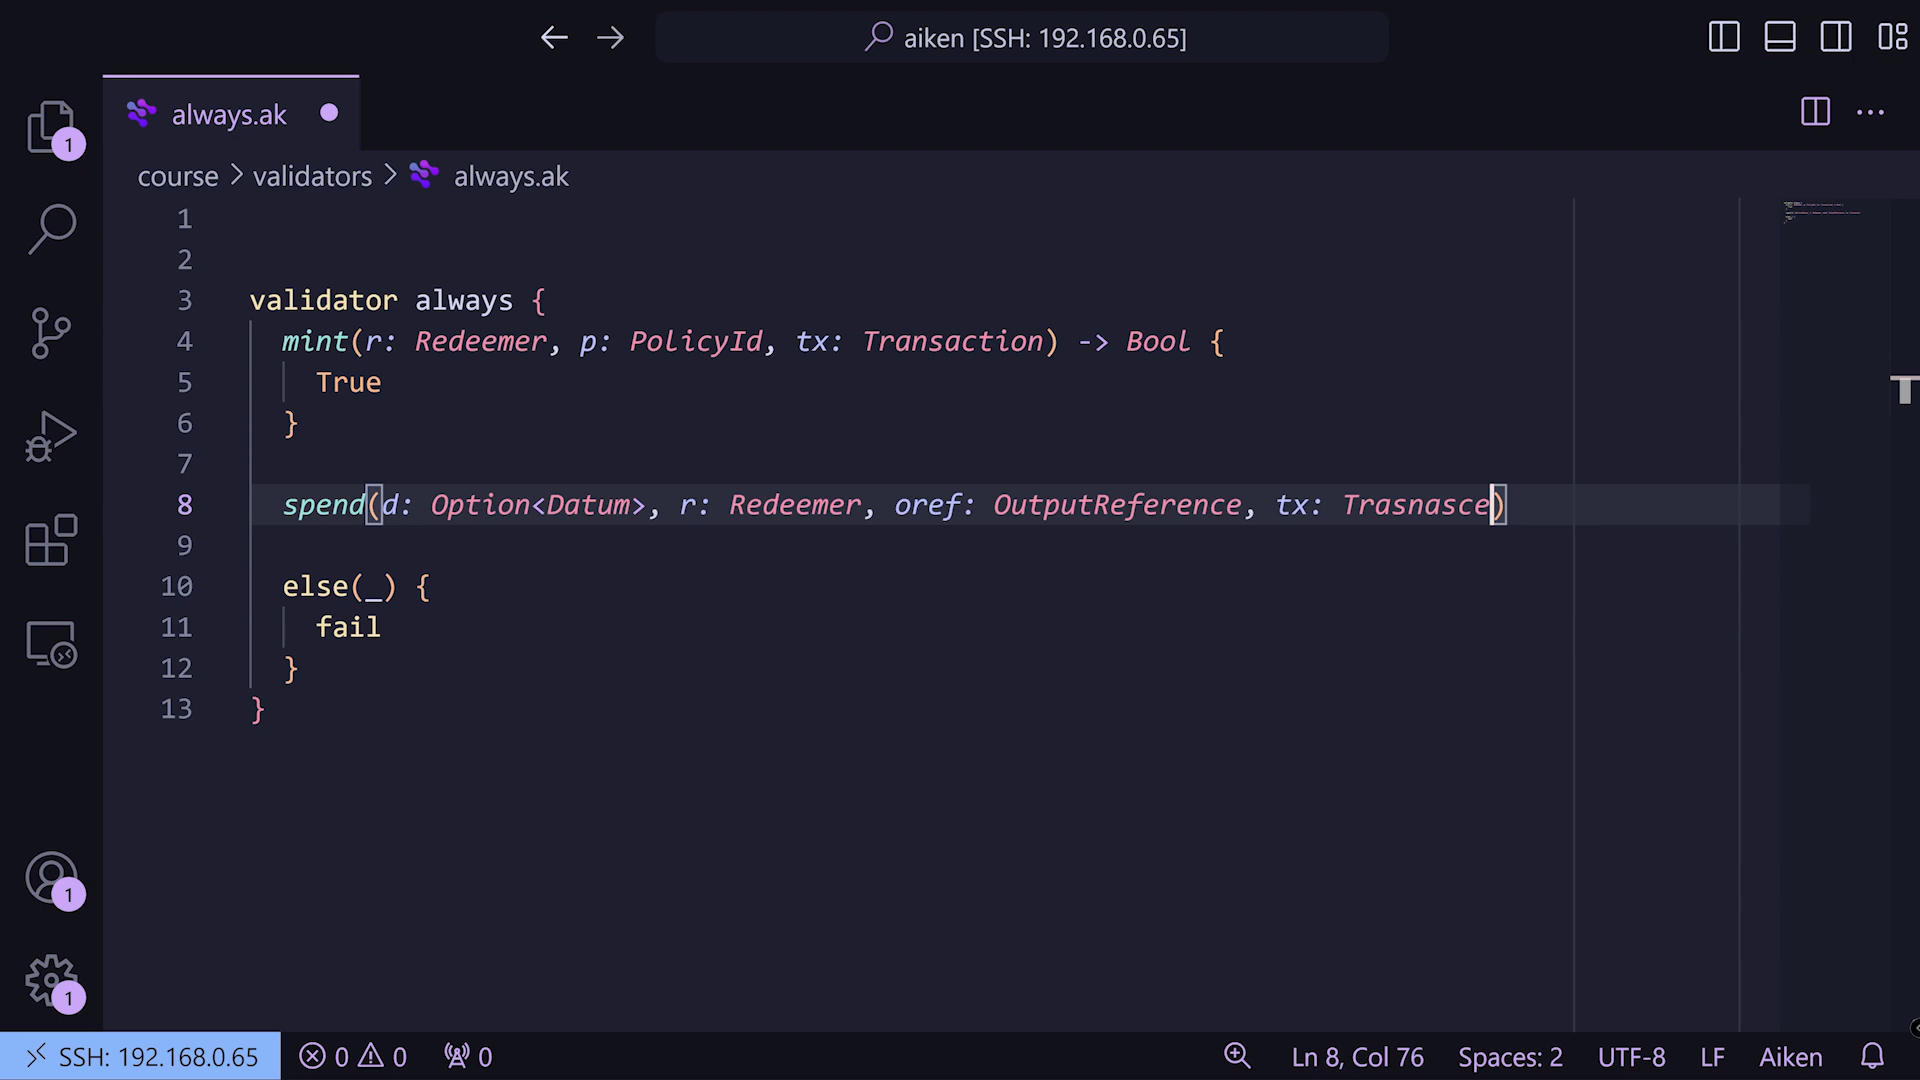 aiken [SSH: 192.168.0.65]
always.ak
course > validators > always.ak
1
2
3 validator always {
4 mint(r: Redeemer, p: PolicyId, tx: Transaction) -> Bool {
5 True
6 }
7
8 spend(d: Option<Datum>, r: Redeemer, oref: OutputReference, tx: Trasnasce)
9
10 else(_) {
11 fail
12 }
13 }
1
1
1
SSH: 192.168.0.65 0 0 0 Ln 8, Col 76 Spaces: 2 UTF-8 LF Aiken